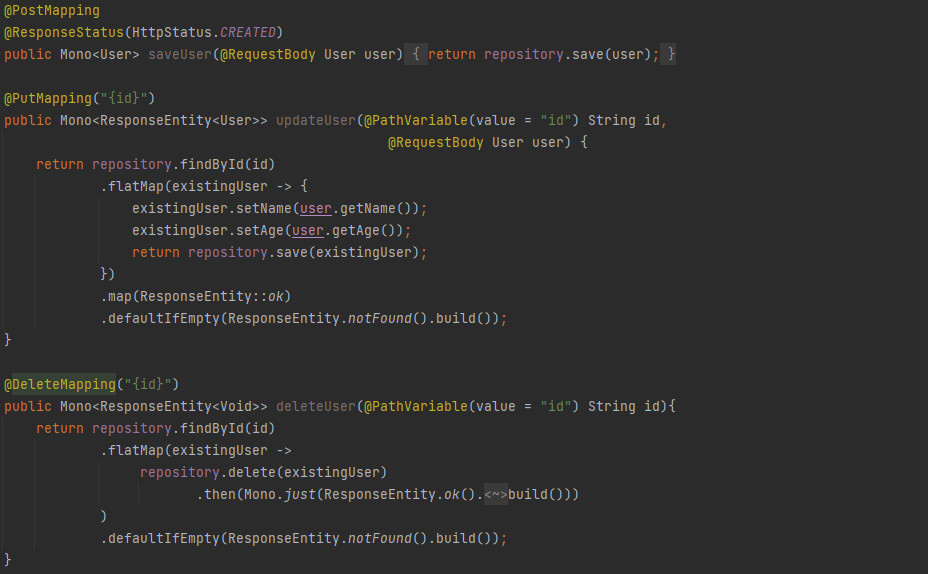 @PostMapping
@ResponseStatus(HttpStatus.CREATED)
public Mono<User> saveUser(@RequestBody User user) { return repository.save(user); }
@PutMapping("{id}")
public Mono<ResponseEntity<User>> updateUser(@PathVariable(value = "id") String id,
@RequestBody User user) {
return repository.findById(id)
.flatMap(existingUser -> {
existingUser.setName(user.getName());
existingUser.setAge(user.getAge());
return repository.save(existingUser);
})
.map(ResponseEntity::ok)
.defaultIfEmpty(ResponseEntity.notFound().build());
}
@DeleteMapping("{id}")
public Mono<ResponseEntity<Void>> deleteUser(@PathVariable(value = "id") String id){
return repository.findById(id)
.flatMap(existingUser ->
repository.delete(existingUser)
.then(Mono.just(ResponseEntity.ok().<~>build()))
)
.defaultIfEmpty(ResponseEntity.notFound().build());
}